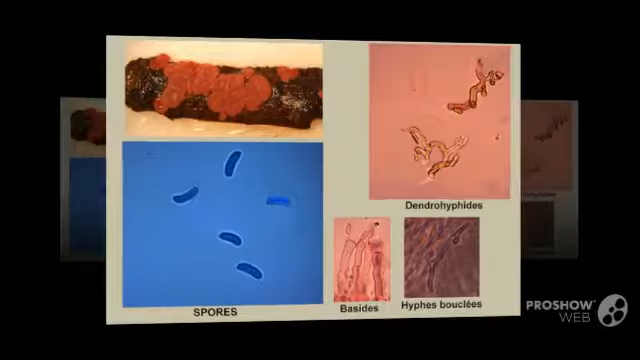 Dendrohyphides
SPORES
Basides
Hyphes bouclées
PROSHOW
WEB